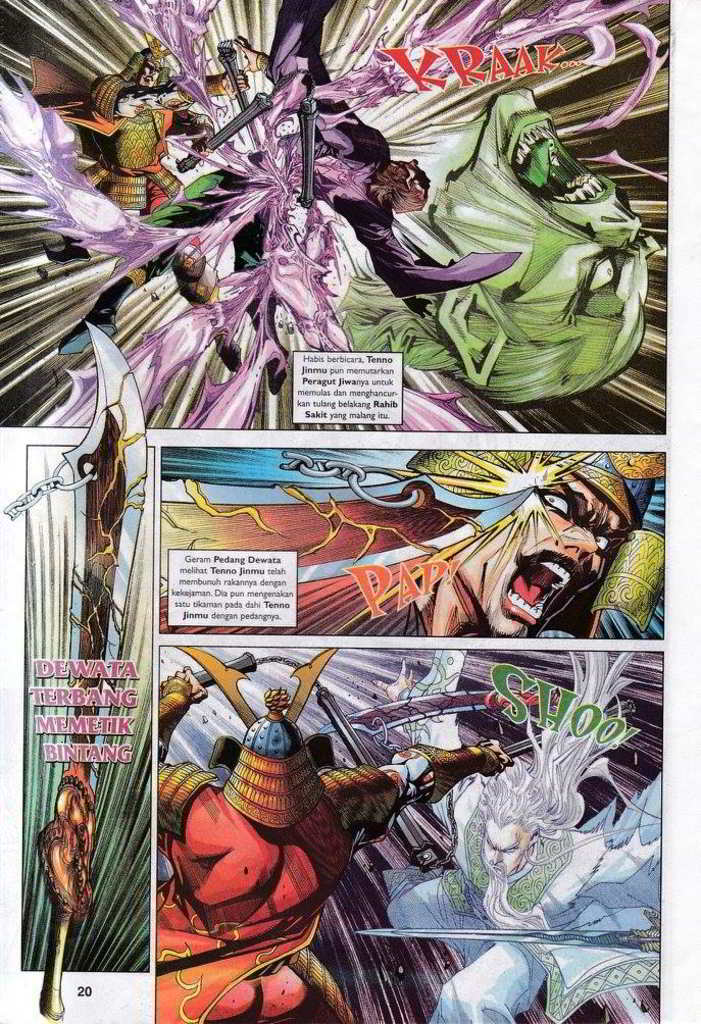 KRAAK...
Habis berbicara, Tenno
Jinmu pun memutarkan
Peragut Jiwanya untuk
memulas dan menghancur-
kan tulang belakang Rahib
Sakit yang malang itu.
Geram Pedang Dewata
melihat Tenno Jinmu telah
membunuh rakannya dengan
kekejaman. Dia pun mengenakan
satu tikaman pada dahi Tenno
Jinmu dengan pedangnya.
PAP!
DEWATA
TERBANG
MEMETIK
BINTANG
SHOO!
20